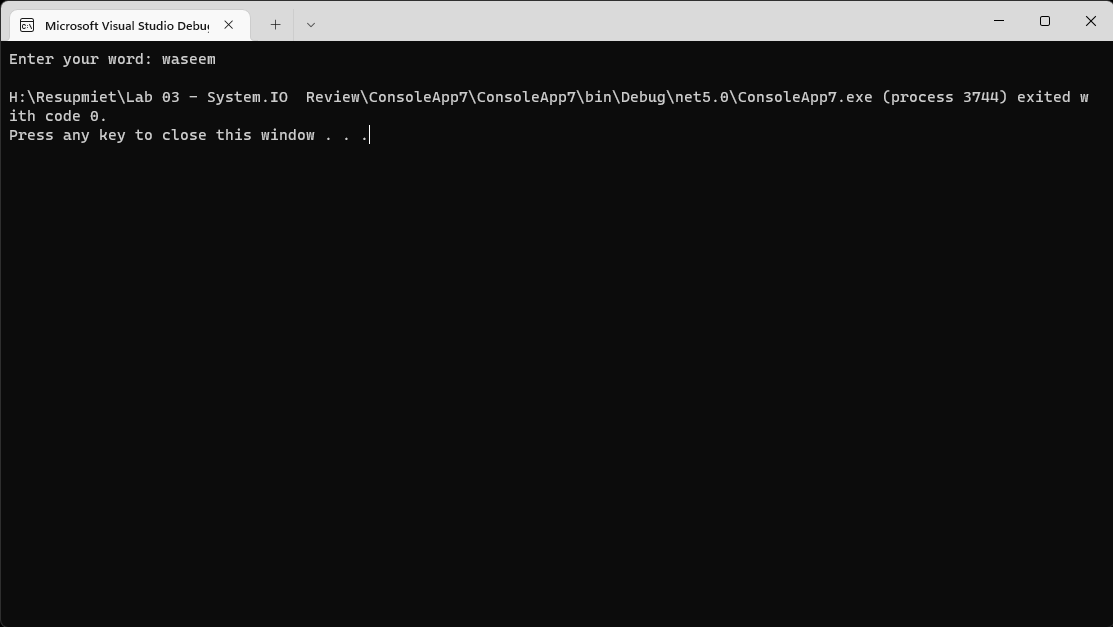 Microsoft Visual Studio Debu
Enter your word: waseem
H:\Resupmiet\Lab 03 - System.IO  Review\ConsoleApp7\ConsoleApp7\bin\Debug\net5.0\ConsoleApp7.exe (process 3744) exited w
ith code 0.
Press any key to close this window . . .